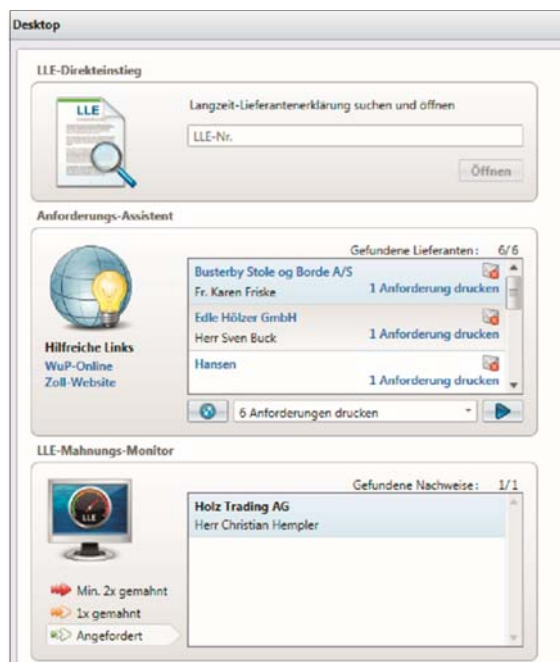 Desktop
LLE-Direkteinstieg
LLE
Langzeit-Lieferantenerklärung suchen und öffnen
LLE-Nr.
Öffnen
Anforderungs-Assistent
Gefundene Lieferanten: 6/6
Busterby Stole og Borde A/S
Fr. Karen Friske
1 Anforderung drucken
Edle Hölzer GmbH
Herr Sven Buck
1 Anforderung drucken
Hansen
1 Anforderung drucken
Hilfreiche Links
WuP-Online
Zoll-Website
6 Anforderungen drucken
LLE-Mahnungs-Monitor
Gefundene Nachweise: 1/1
LLE
Holz Trading AG
Herr Christian Hempler
Min. 2x gemahnt
1x gemahnt
Angefordert